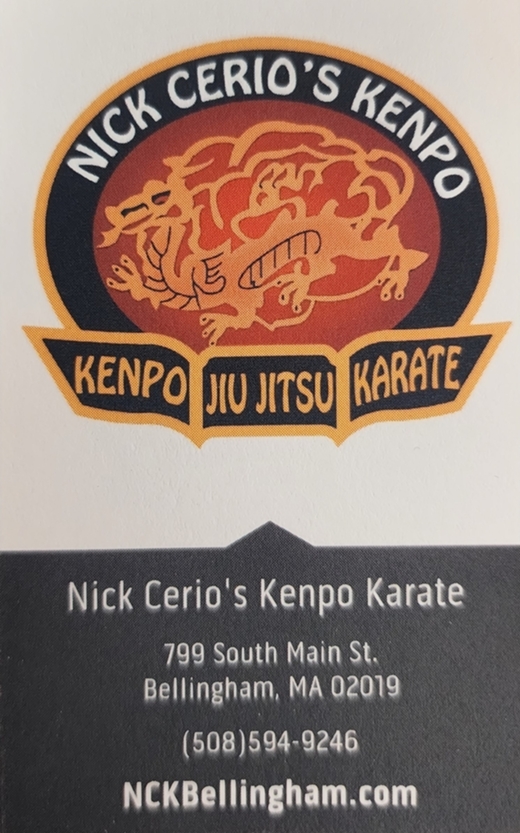 NICK CERIO'S KENPO
KENPO JIU JITSU KARATE
Nick Cerio's Kenpo Karate
799 South Main St.
Bellingham, MA 02019
(508)594-9246
NCKBellingham.com